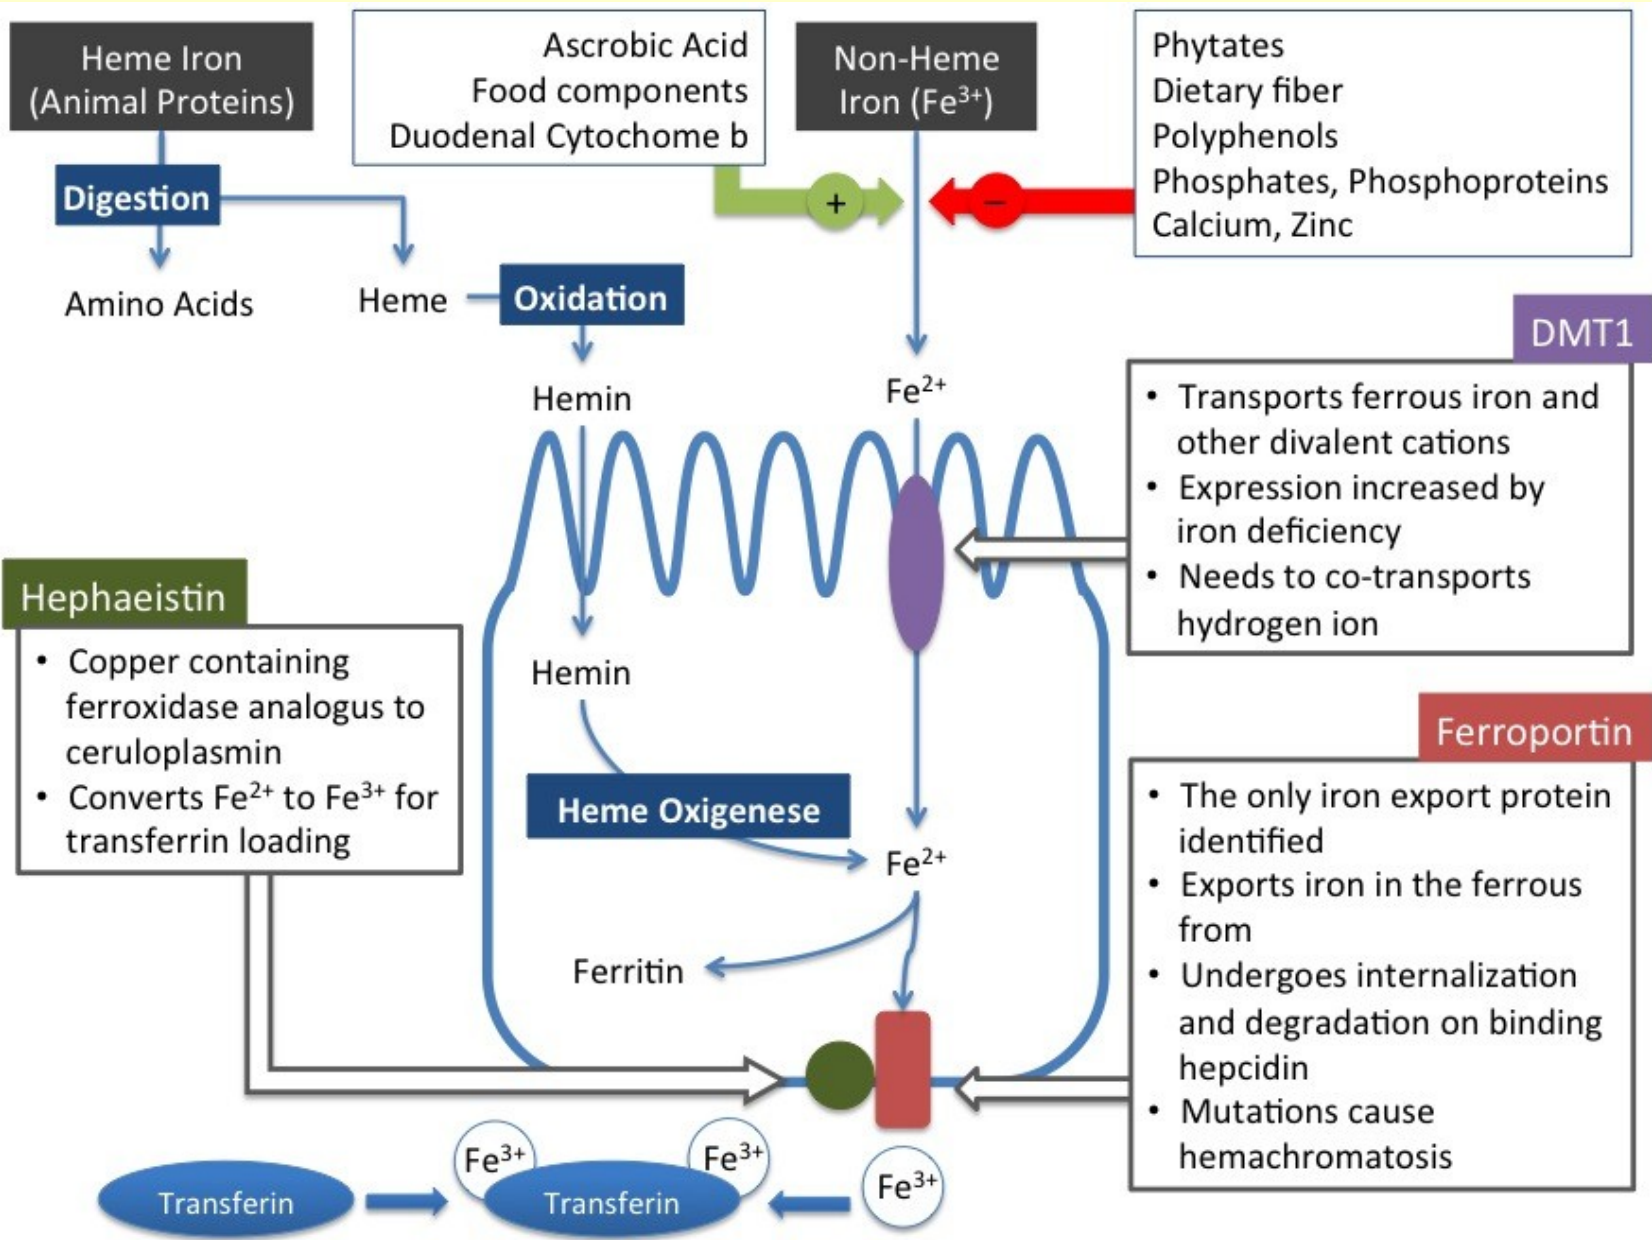 Heme Iron
(Animal Proteins)
Ascrobic Acid
Food components
Duodenal Cytochome b
Non-Heme
Iron (Fe³⁺)
Phytates
Dietary fiber
Polyphenols
Phosphates, Phosphoproteins
Calcium, Zinc
+
−
Digestion
Amino Acids
Heme
Oxidation
Hemin
Fe²⁺
DMT1
• Transports ferrous iron and
other divalent cations
• Expression increased by
iron deficiency
• Needs to co-transports
hydrogen ion
Hephaeistin
• Copper containing
ferroxidase analogus to
ceruloplasmin
• Converts Fe²⁺ to Fe³⁺ for
transferrin loading
Hemin
Heme Oxigenese
Fe²⁺
Ferritin
Ferroportin
• The only iron export protein
identified
• Exports iron in the ferrous
from
• Undergoes internalization
and degradation on binding
hepcidin
• Mutations cause
hemachromatosis
Transferin
Fe³⁺
Transferin
Fe³⁺
Fe³⁺